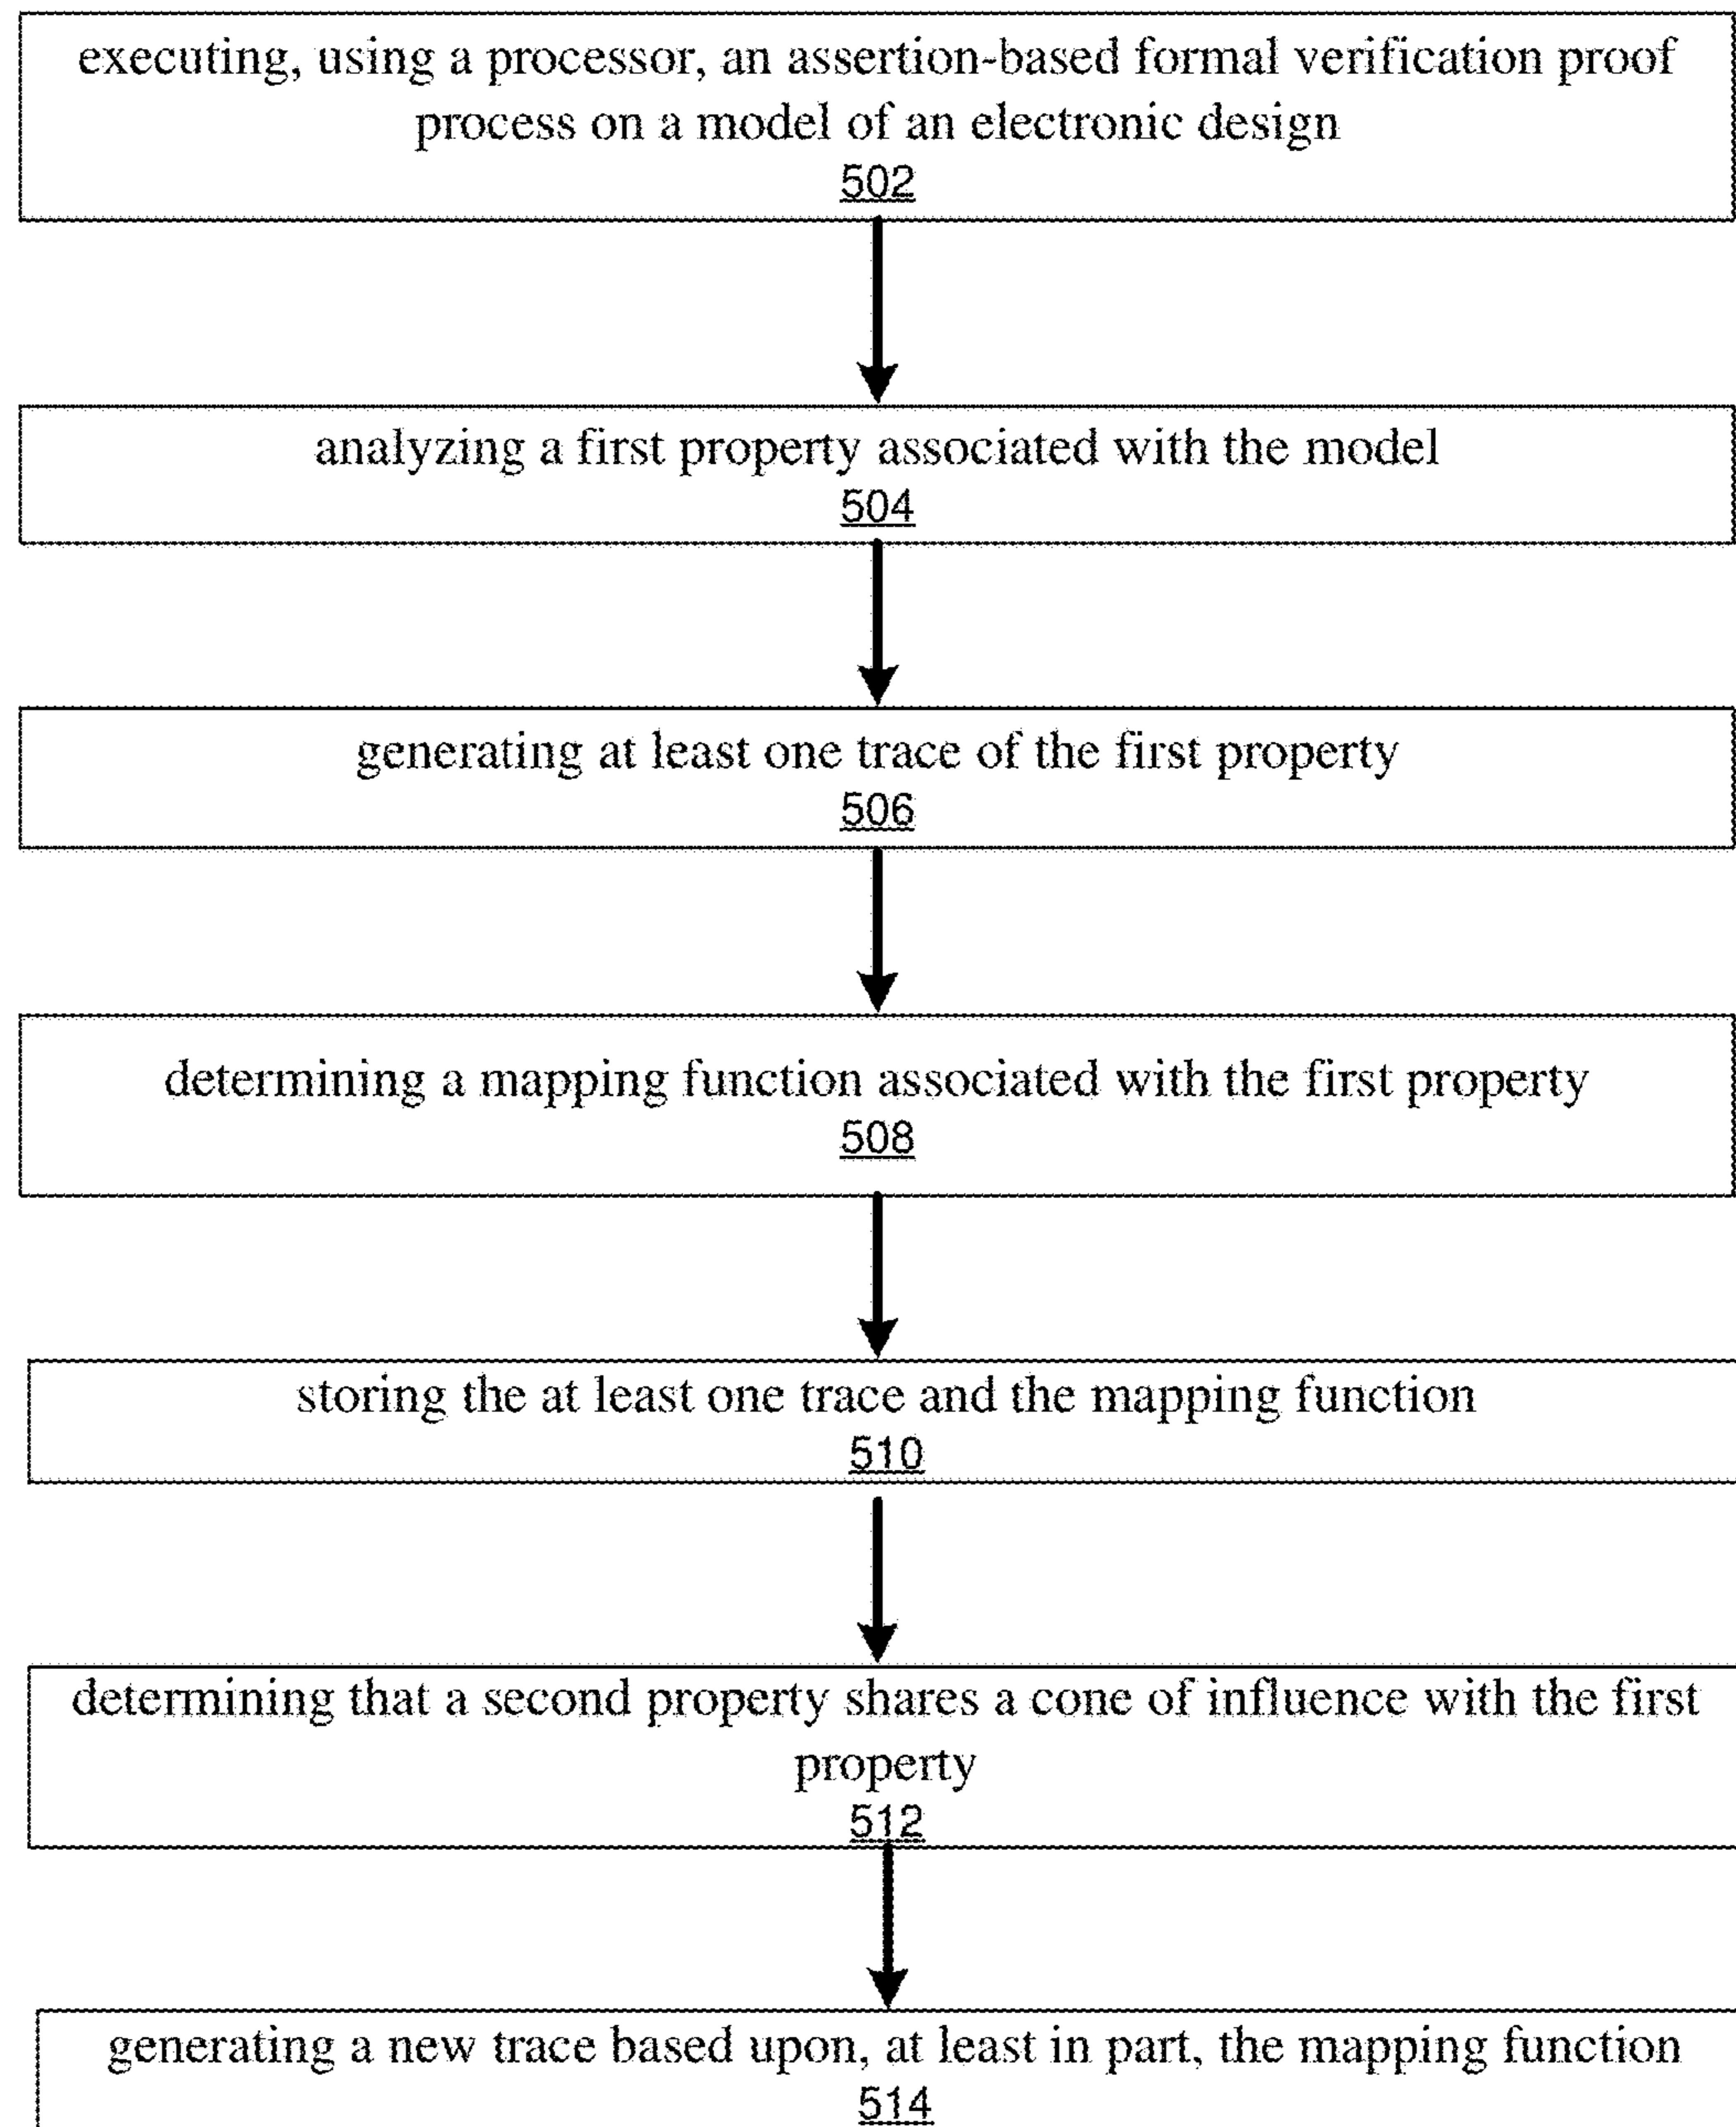 executing, using a processor, an assertion-based formal verification proof
process on a model of an electronic design
502
analyzing a first property associated with the model
504
generating at least one trace of the first property
506
determining a mapping function associated with the first property
508
storing the at least one trace and the mapping function
510
determining that a second property shares a cone of influence with the first
property
512
generating a new trace based upon, at least in part, the mapping function
514